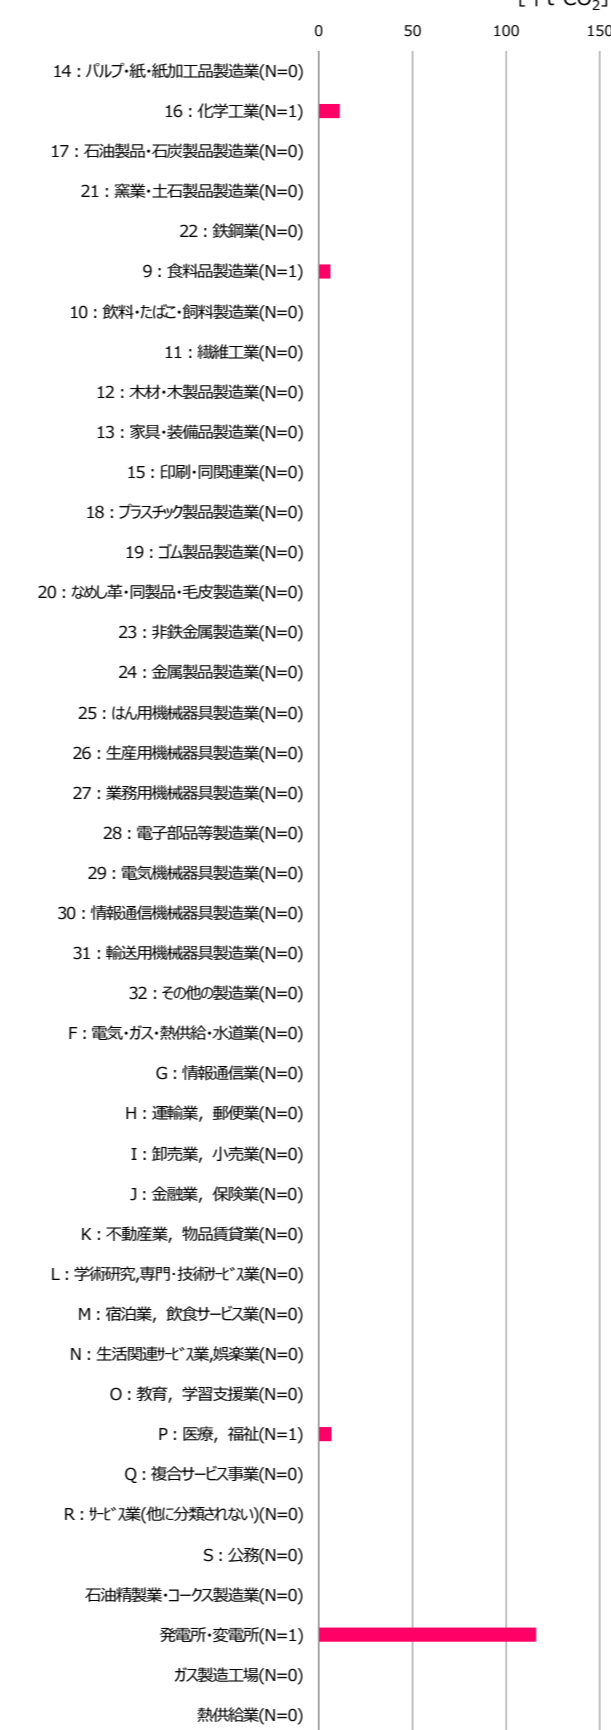 [千t-CO2]
0 50 100 150
14：パルプ・紙・紙加工品製造業(N=0)
16：化学工業(N=1)
17：石油製品・石炭製品製造業(N=0)
21：窯業・土石製品製造業(N=0)
22：鉄鋼業(N=0)
9：食料品製造業(N=1)
10：飲料・たばこ・飼料製造業(N=0)
11：繊維工業(N=0)
12：木材・木製品製造業(N=0)
13：家具・装備品製造業(N=0)
15：印刷・同関連業(N=0)
18：プラスチック製品製造業(N=0)
19：ゴム製品製造業(N=0)
20：なめし革・同製品・毛皮製造業(N=0)
23：非鉄金属製造業(N=0)
24：金属製品製造業(N=0)
25：はん用機械器具製造業(N=0)
26：生産用機械器具製造業(N=0)
27：業務用機械器具製造業(N=0)
28：電子部品等製造業(N=0)
29：電気機械器具製造業(N=0)
30：情報通信機械器具製造業(N=0)
31：輸送用機械器具製造業(N=0)
32：その他の製造業(N=0)
F：電気・ガス・熱供給・水道業(N=0)
G：情報通信業(N=0)
H：運輸業，郵便業(N=0)
I：卸売業，小売業(N=0)
J：金融業，保険業(N=0)
K：不動産業，物品賃貸業(N=0)
L：学術研究,専門・技術ｻｰﾋﾞｽ業(N=0)
M：宿泊業，飲食サービス業(N=0)
N：生活関連ｻｰﾋﾞｽ業,娯楽業(N=0)
O：教育，学習支援業(N=0)
P：医療，福祉(N=1)
Q：複合サービス事業(N=0)
R：ｻｰﾋﾞｽ業(他に分類されない)(N=0)
S：公務(N=0)
石油精製業・コークス製造業(N=0)
発電所・変電所(N=1)
ガス製造工場(N=0)
熱供給業(N=0)